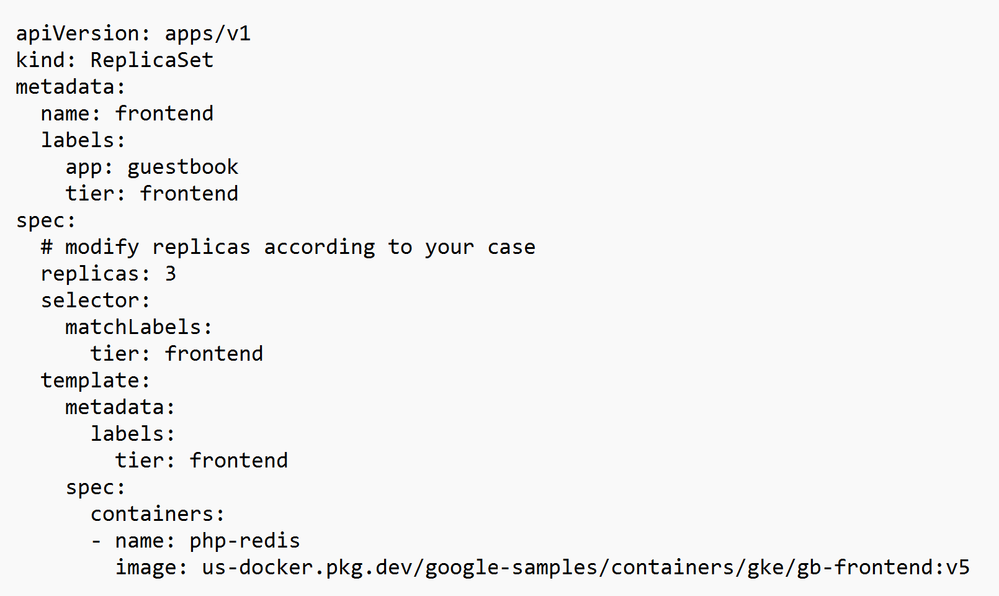 apiVersion: apps/v1
kind: ReplicaSet
metadata:
  name: frontend
  labels:
    app: guestbook
    tier: frontend
spec:
  # modify replicas according to your case
  replicas: 3
  selector:
    matchLabels:
      tier: frontend
  template:
    metadata:
      labels:
        tier: frontend
    spec:
      containers:
      - name: php-redis
        image: us-docker.pkg.dev/google-samples/containers/gke/gb-frontend:v5